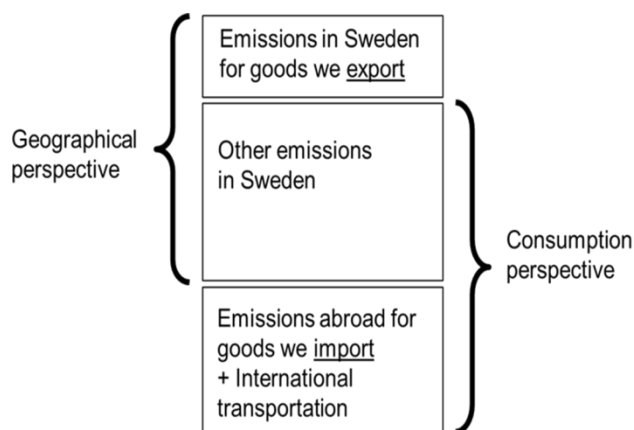 Emissions in Sweden
for goods we export
Geographical
perspective
Other emissions
in Sweden
Consumption
perspective
Emissions abroad for
goods we import
+ International
transportation